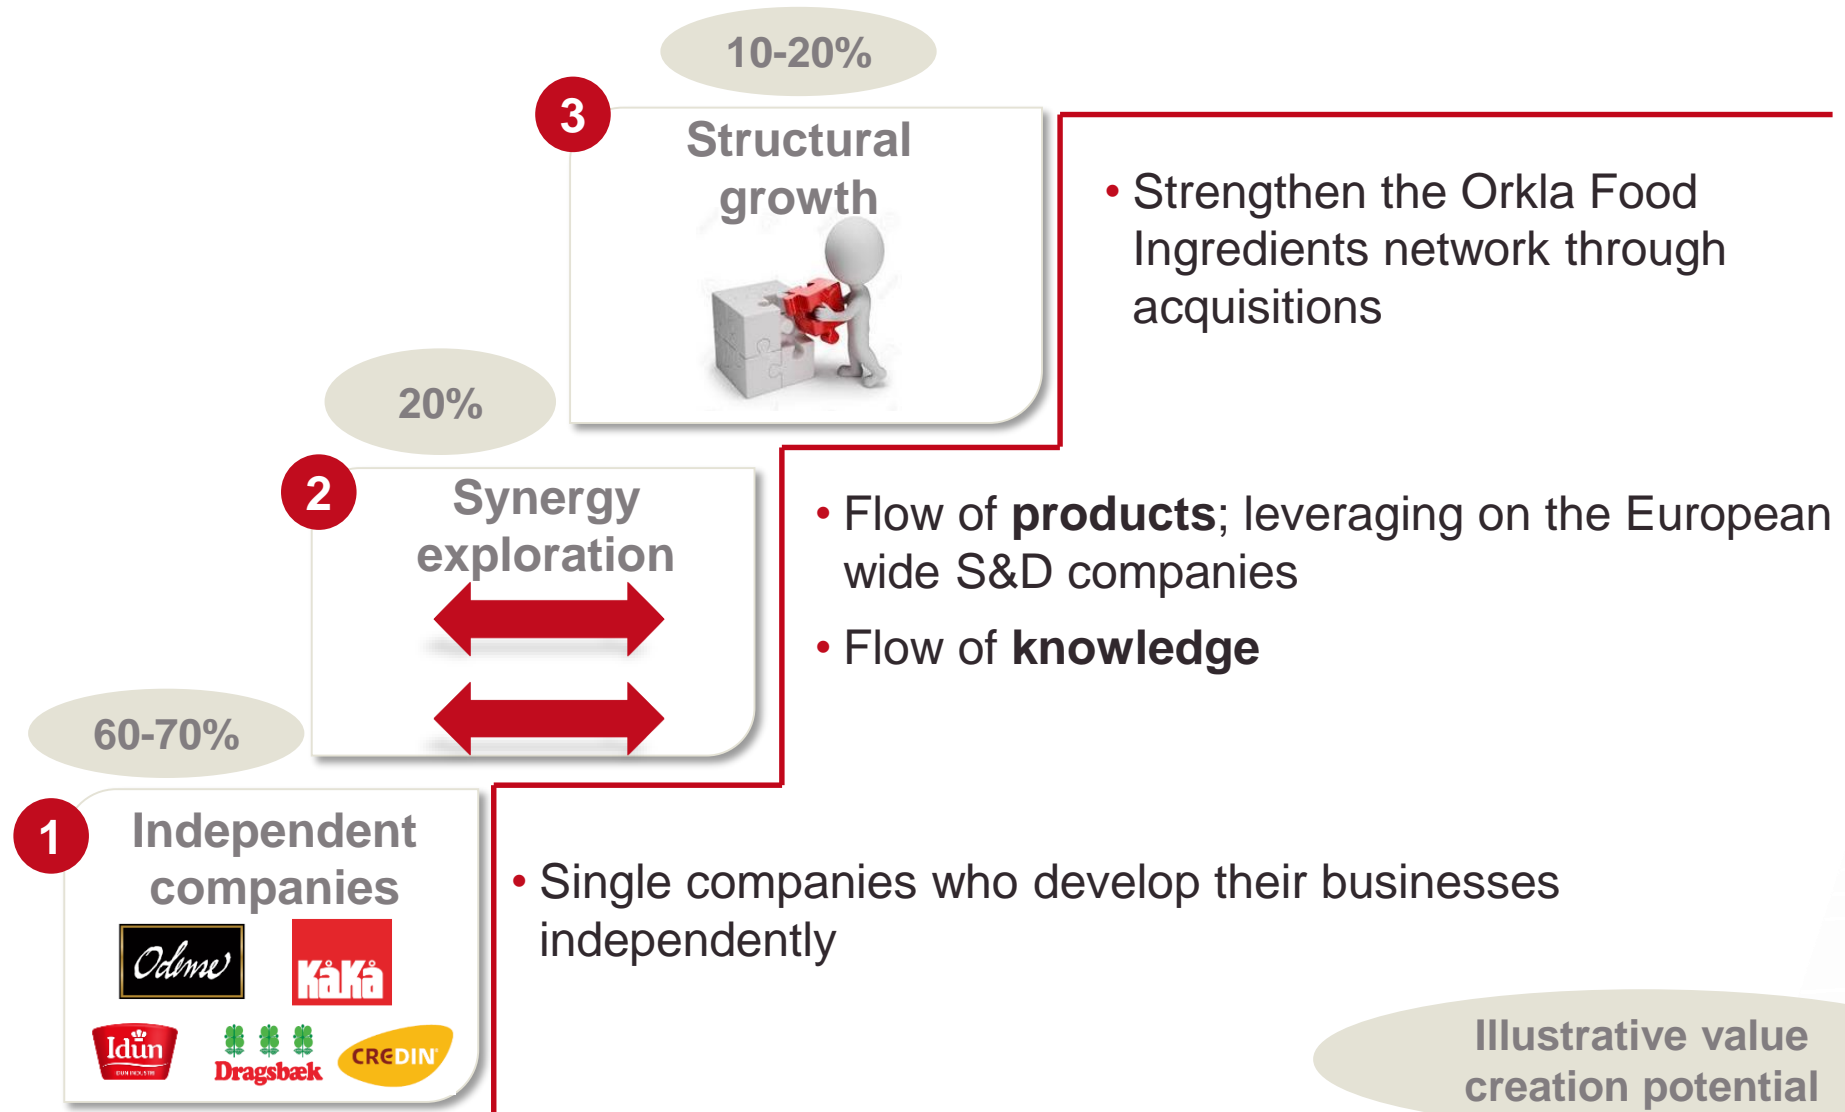 10-20%
3
Structural
growth
• Strengthen the Orkla Food
Ingredients network through
acquisitions
20%
2
Synergy
exploration
• Flow of products; leveraging on the European
wide S&D companies
• Flow of knowledge
60-70%
1
Independent
companies
• Single companies who develop their businesses
independently
Odense
KåKå
Idun
Dragsbæk
CREDIN
Illustrative value
creation potential